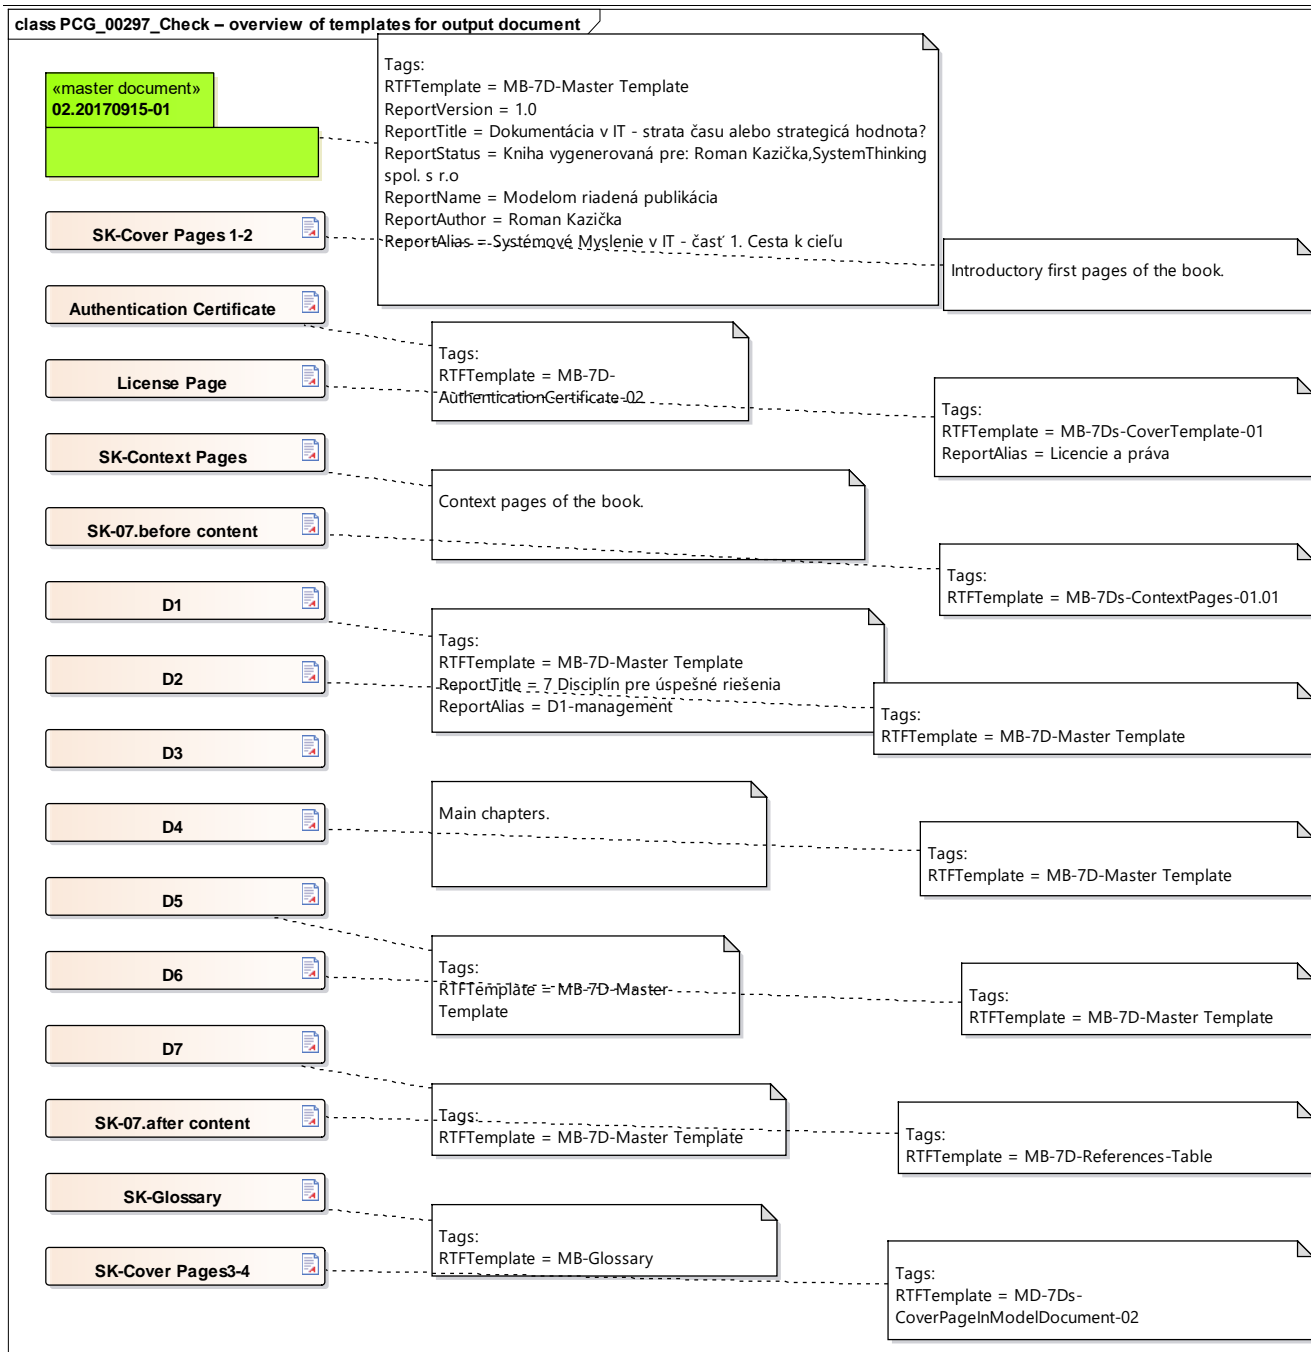 class PCG_00297_Check – overview of templates for output document
«master document»
02.20170915-01
Tags:
RTFTemplate = MB-7D-Master Template
ReportVersion = 1.0
ReportTitle = Dokumentácia v IT - strata času alebo strategicá hodnota?
ReportStatus = Kniha vygenerovaná pre: Roman Kazička,SystemThinking
spol. s r.o
ReportName = Modelom riadená publikácia
ReportAuthor = Roman Kazička
ReportAlias = Systémové Myslenie v IT - časť 1. Cesta k cieľu
SK-Cover Pages 1-2
Introductory first pages of the book.
Authentication Certificate
Tags:
RTFTemplate = MB-7D-
AuthenticationCertificate-02
License Page
Tags:
RTFTemplate = MB-7Ds-CoverTemplate-01
ReportAlias = Licencie a práva
SK-Context Pages
Context pages of the book.
SK-07.before content
Tags:
RTFTemplate = MB-7Ds-ContextPages-01.01
D1
Tags:
RTFTemplate = MB-7D-Master Template
ReportTitle = 7 Disciplín pre úspešné riešenia
ReportAlias = D1-management
D2
Tags:
RTFTemplate = MB-7D-Master Template
D3
Main chapters.
D4
Tags:
RTFTemplate = MB-7D-Master Template
D5
Tags:
RTFTemplate = MB-7D-Master
Template
D6
Tags:
RTFTemplate = MB-7D-Master Template
D7
Tags:
RTFTemplate = MB-7D-Master Template
SK-07.after content
Tags:
RTFTemplate = MB-7D-References-Table
SK-Glossary
Tags:
RTFTemplate = MB-Glossary
SK-Cover Pages3-4
Tags:
RTFTemplate = MD-7Ds-
CoverPageInModelDocument-02